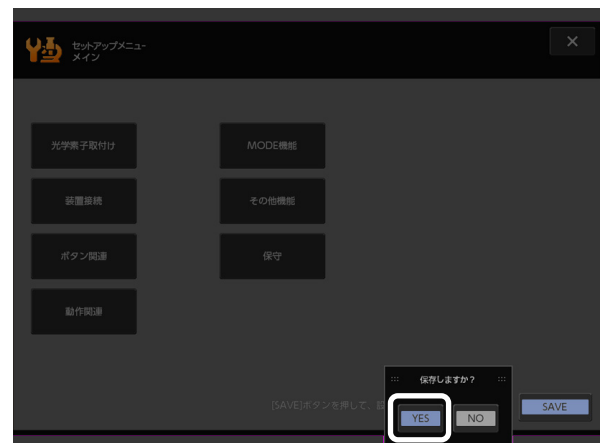 セットアップメニュー
メイン
光学素子取付け
MODE機能
装置接続
その他機能
ボタン関連
保守
動作関連
保存しますか？
[SAVE]ボタンを押して、
YES
NO
SAVE